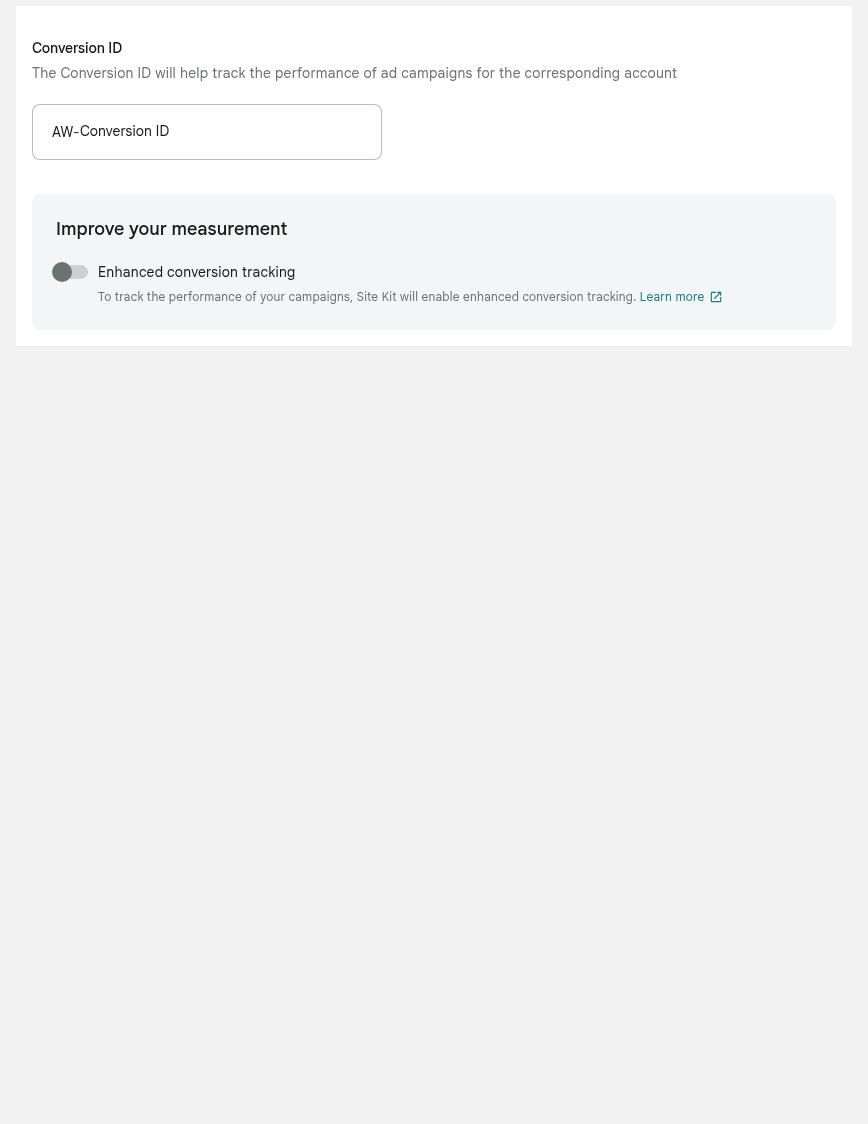 Conversion ID
The Conversion ID will help track the performance of ad campaigns for the corresponding account
AW-Conversion ID
Improve your measurement
Enhanced conversion tracking
To track the performance of your campaigns, Site Kit will enable enhanced conversion tracking. Learn more